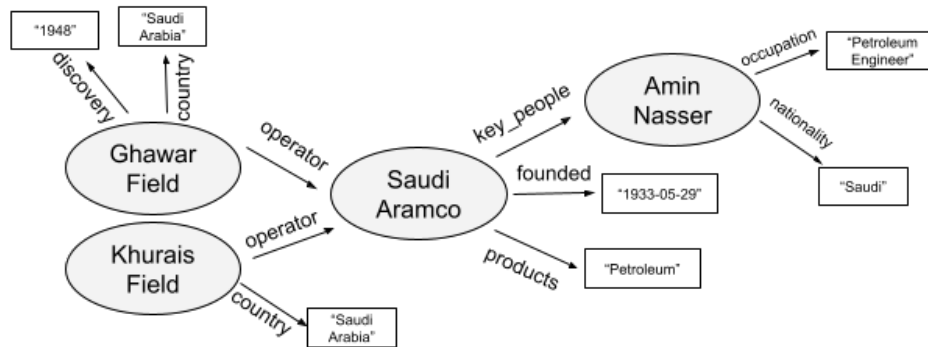 “1948”
“Saudi
Arabia”
discovery
country
Ghawar
Field
operator
Khurais
Field
operator
country
“Saudi
Arabia”
Saudi
Aramco
key_people
founded
products
“1933-05-29”
“Petroleum”
Amin
Nasser
occupation
nationality
“Petroleum
Engineer”
“Saudi”